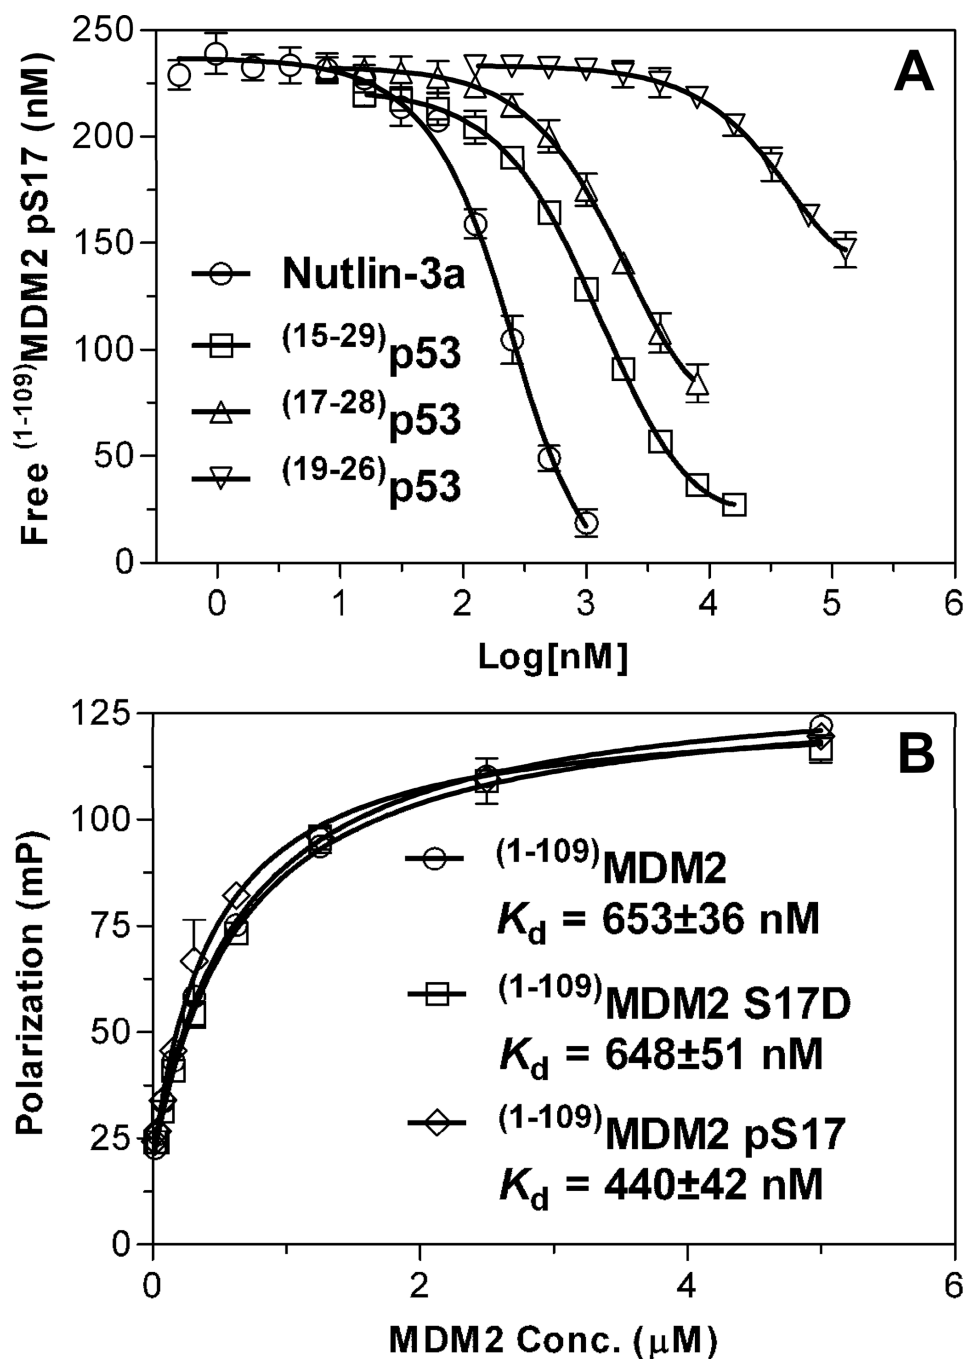 A
Free (1-109)MDM2 pS17 (nM)
250
200
150
100
50
0
Nutlin-3a
(15-29)p53
(17-28)p53
(19-26)p53
0 1 2 3 4 5 6
Log[nM]
B
Polarization (mP)
125
100
75
50
25
0
(1-109)MDM2
Kd = 653±36 nM
(1-109)MDM2 S17D
Kd = 648±51 nM
(1-109)MDM2 pS17
Kd = 440±42 nM
0 2 4 6
MDM2 Conc. (μM)